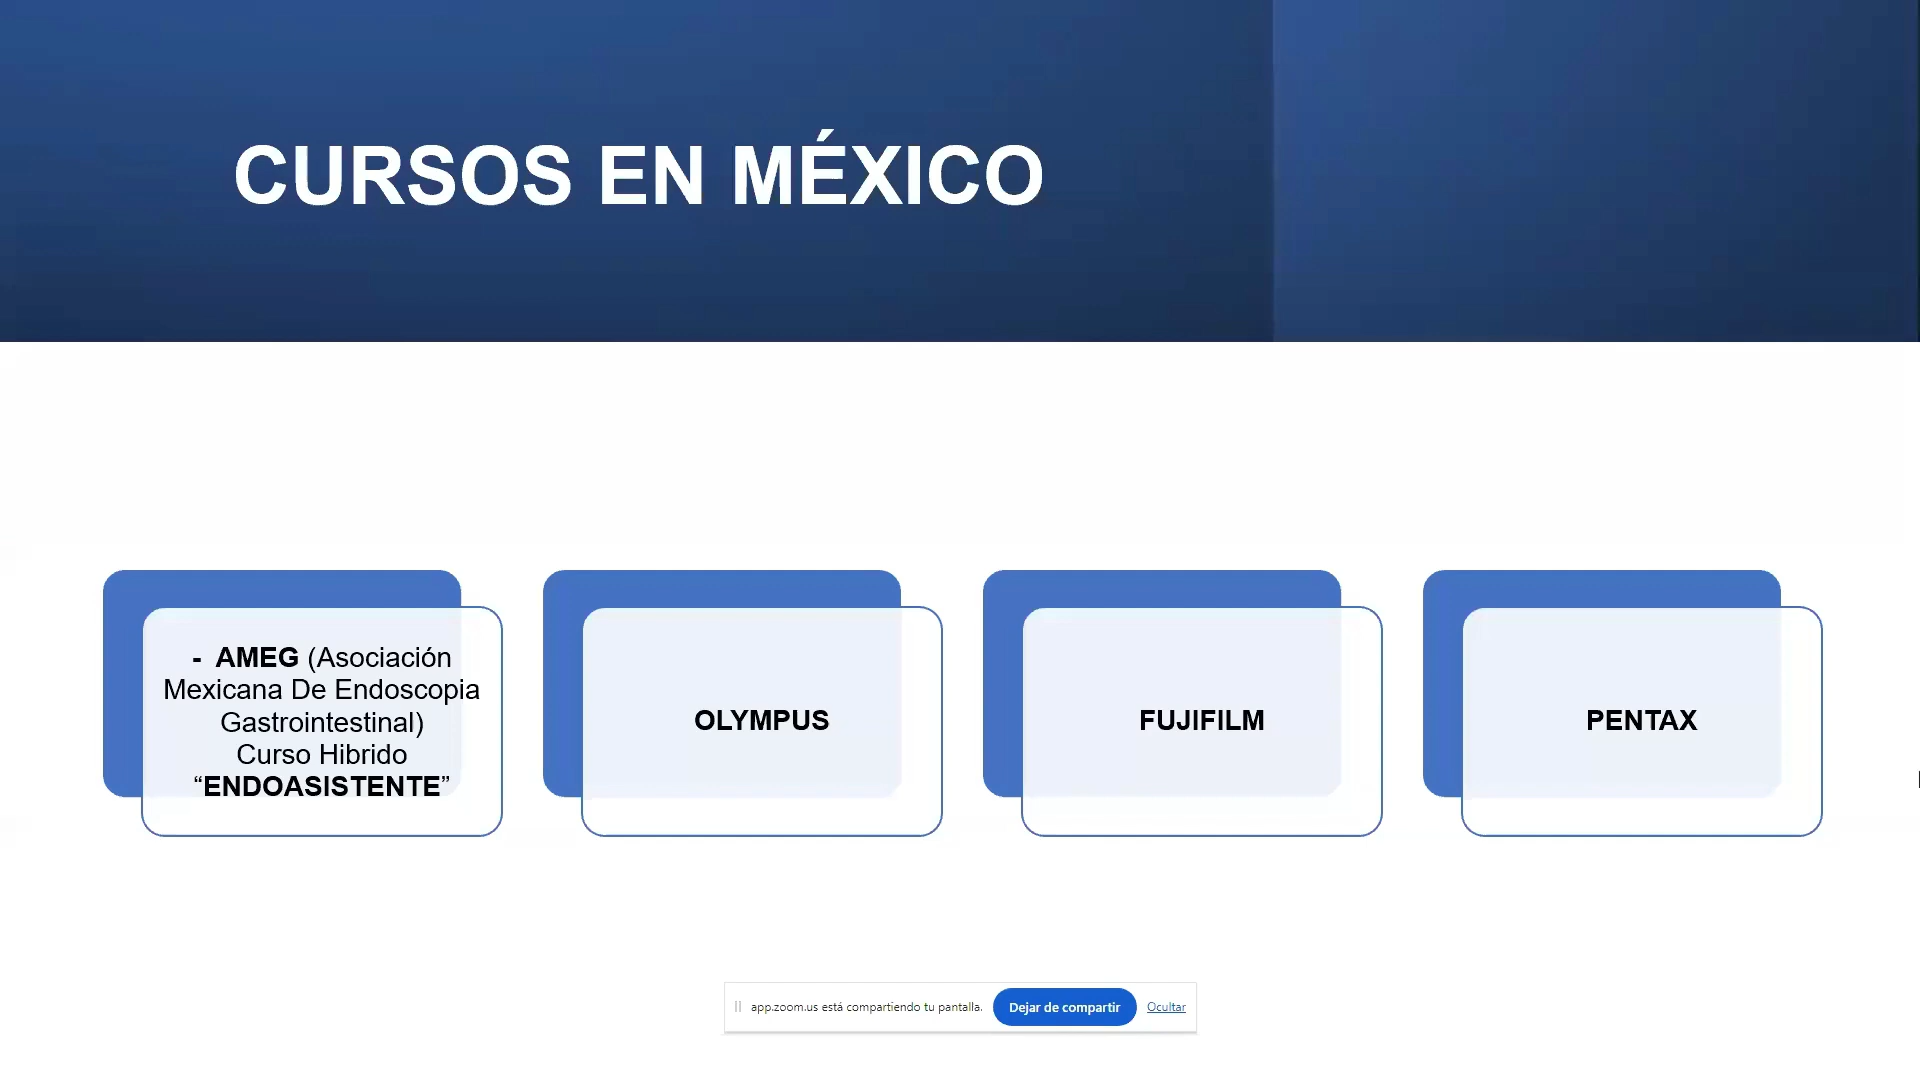 CURSOS EN MÉXICO
- AMEG (Asociación
Mexicana De Endoscopia
Gastrointestinal)
Curso Hibrido
“ENDOASISTENTE”
OLYMPUS
FUJIFILM
PENTAX
app.zoom.us está compartiendo tu pantalla. Dejar de compartir Ocultar